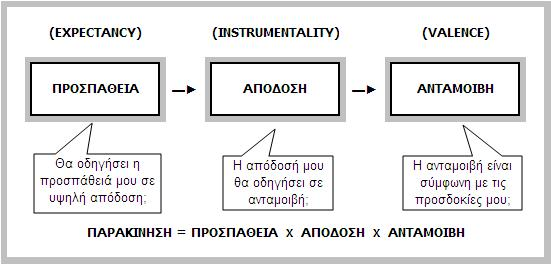 (EXPECTANCY) (INSTRUMENTALITY) (VALENCE)
ΠΡΟΣΠΑΘΕΙΑ ΑΠΟΔΟΣΗ ΑΝΤΑΜΟΙΒΗ
Θα οδηγήσει η
προσπάθειά μου σε
υψηλή απόδοση;
Η απόδοσή μου
θα οδηγήσει σε
ανταμοιβή;
Η ανταμοιβή είναι
σύμφωνη με τις
προσδοκίες μου;
ΠΑΡΑΚΙΝΗΣΗ = ΠΡΟΣΠΑΘΕΙΑ x ΑΠΟΔΟΣΗ x ΑΝΤΑΜΟΙΒΗ